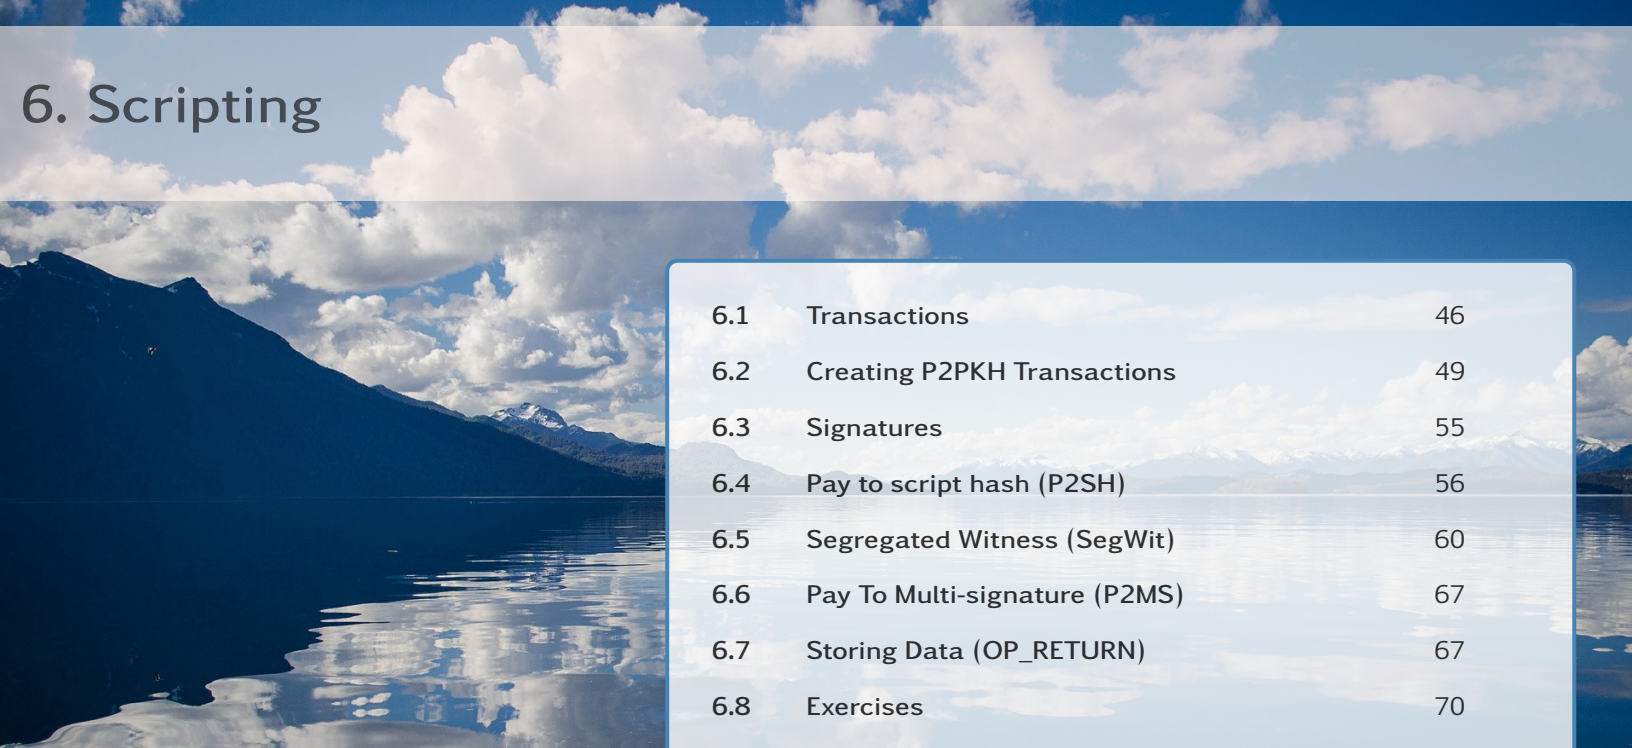 6. Scripting
6.1 Transactions 46
6.2 Creating P2PKH Transactions 49
6.3 Signatures 55
6.4 Pay to script hash (P2SH) 56
6.5 Segregated Witness (SegWit) 60
6.6 Pay To Multi-signature (P2MS) 67
6.7 Storing Data (OP_RETURN) 67
6.8 Exercises 70